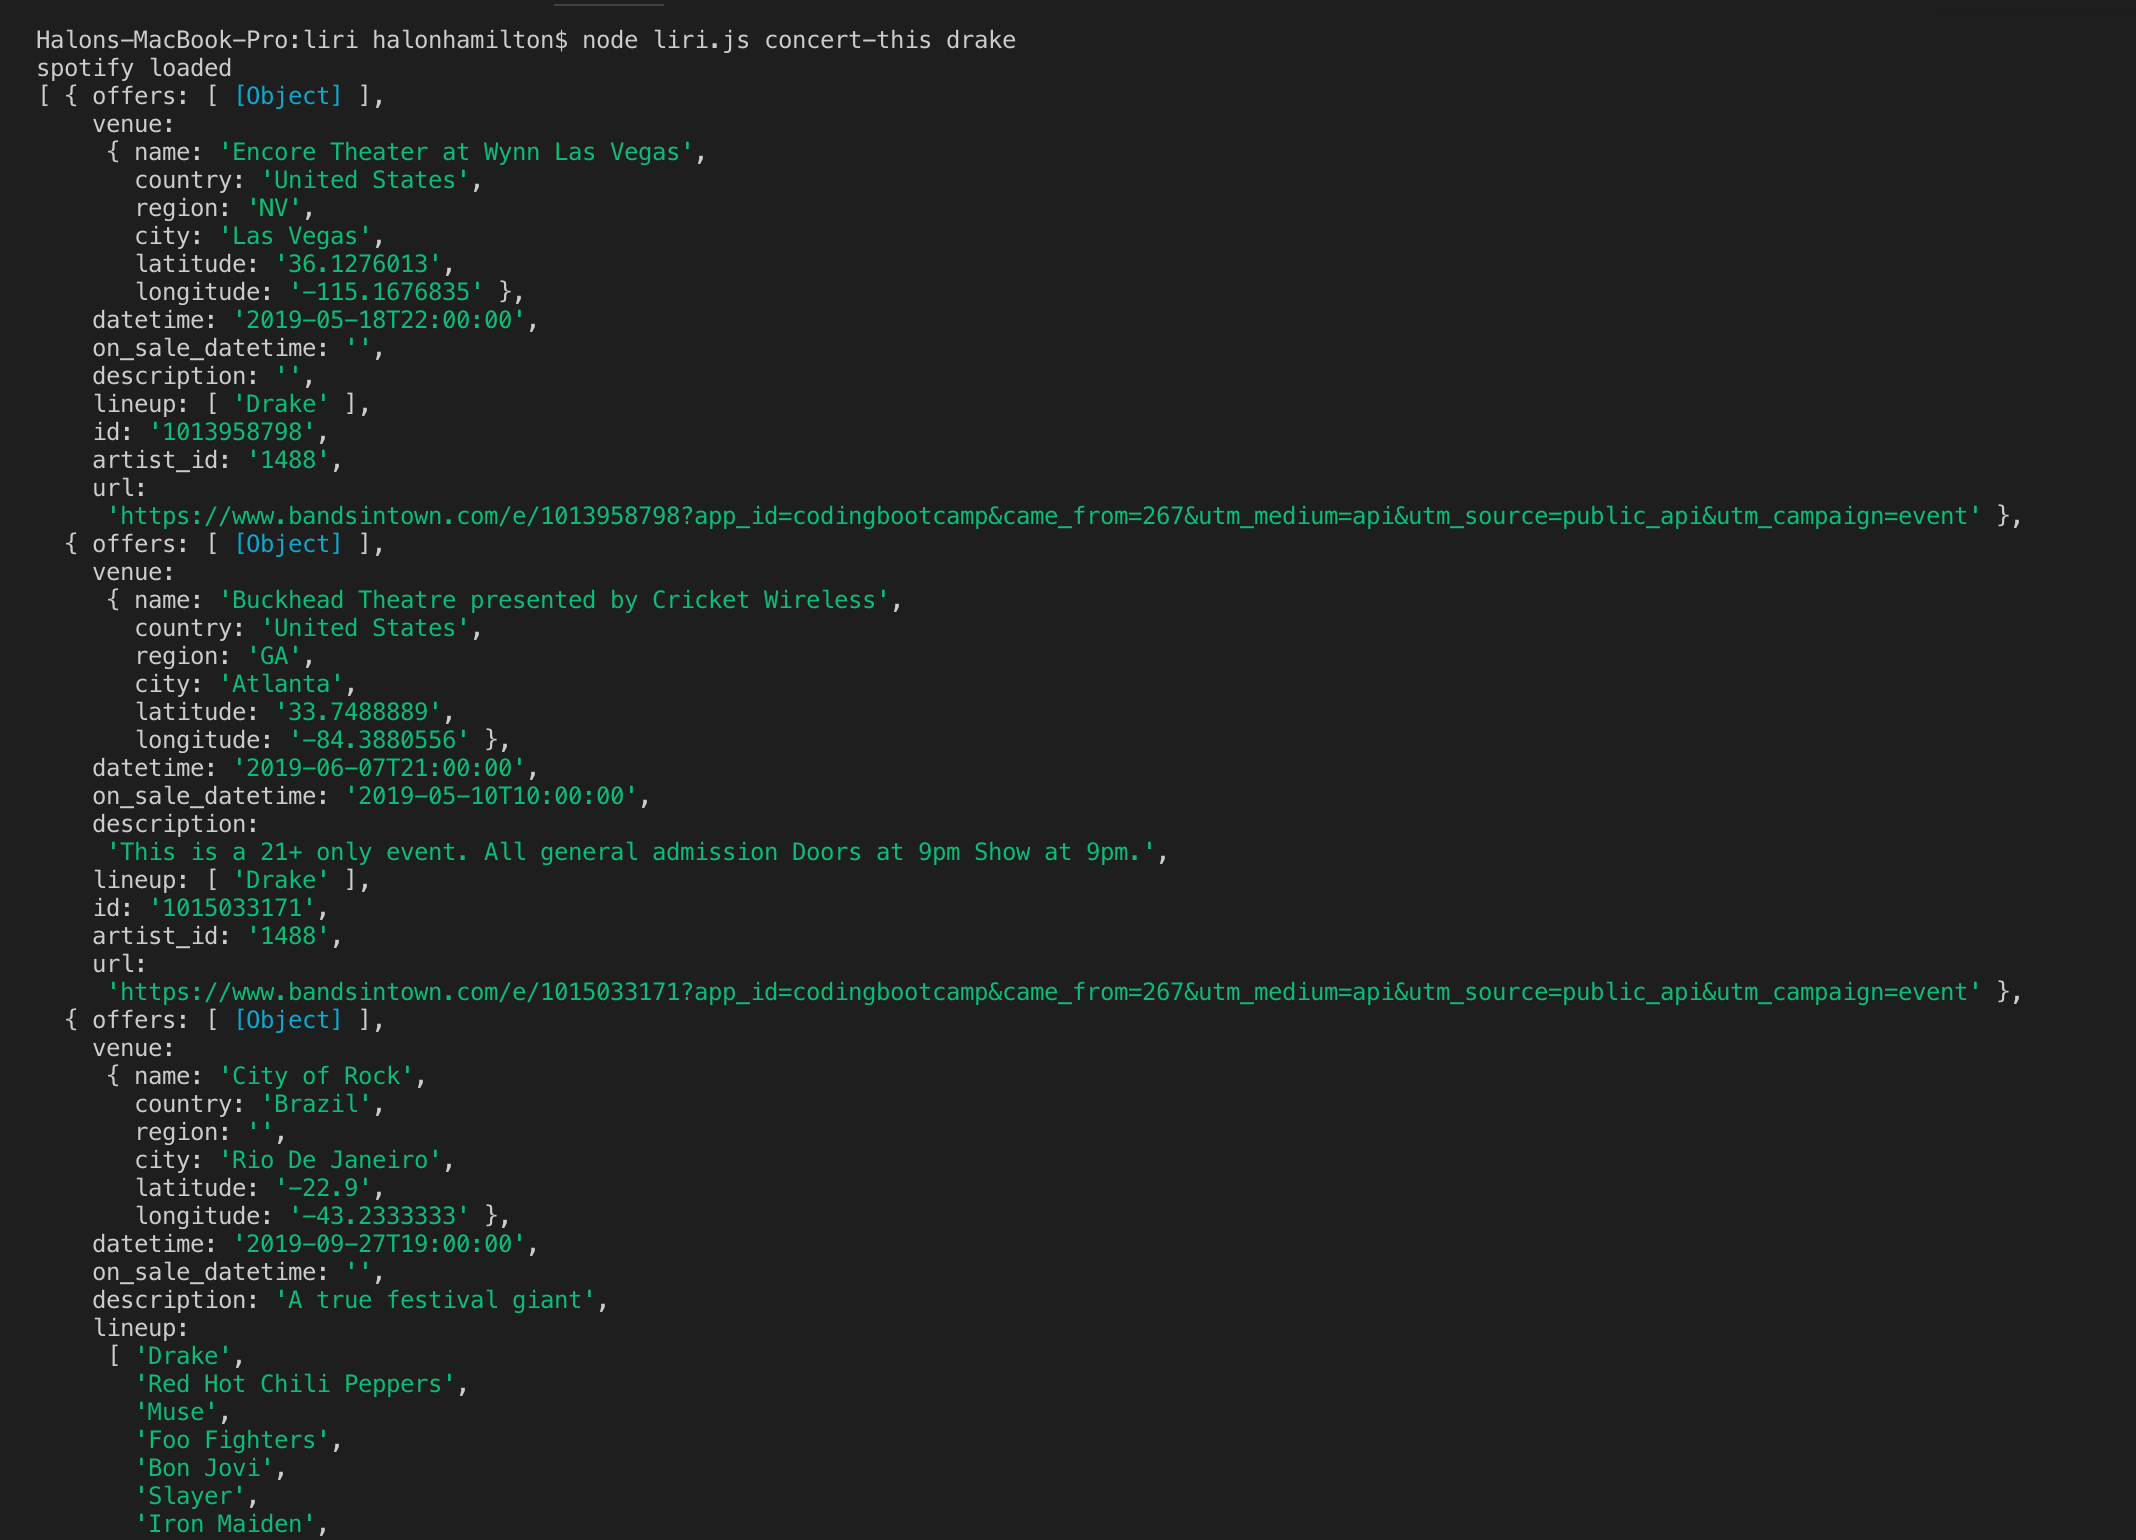 Halons-MacBook-Pro:liri halonhamilton$ node liri.js concert-this drake
spotify loaded
[ { offers: [ [Object] ],
    venue:
     { name: 'Encore Theater at Wynn Las Vegas',
       country: 'United States',
       region: 'NV',
       city: 'Las Vegas',
       latitude: '36.1276013',
       longitude: '-115.1676835' },
    datetime: '2019-05-18T22:00:00',
    on_sale_datetime: '',
    description: '',
    lineup: [ 'Drake' ],
    id: '1013958798',
    artist_id: '1488',
    url:
     'https://www.bandsintown.com/e/1013958798?app_id=codingbootcamp&came_from=267&utm_medium=api&utm_source=public_api&utm_campaign=event' },
  { offers: [ [Object] ],
    venue:
     { name: 'Buckhead Theatre presented by Cricket Wireless',
       country: 'United States',
       region: 'GA',
       city: 'Atlanta',
       latitude: '33.7488889',
       longitude: '-84.3880556' },
    datetime: '2019-06-07T21:00:00',
    on_sale_datetime: '2019-05-10T10:00:00',
    description:
     'This is a 21+ only event. All general admission Doors at 9pm Show at 9pm.',
    lineup: [ 'Drake' ],
    id: '1015033171',
    artist_id: '1488',
    url:
     'https://www.bandsintown.com/e/1015033171?app_id=codingbootcamp&came_from=267&utm_medium=api&utm_source=public_api&utm_campaign=event' },
  { offers: [ [Object] ],
    venue:
     { name: 'City of Rock',
       country: 'Brazil',
       region: '',
       city: 'Rio De Janeiro',
       latitude: '-22.9',
       longitude: '-43.2333333' },
    datetime: '2019-09-27T19:00:00',
    on_sale_datetime: '',
    description: 'A true festival giant',
    lineup:
     [ 'Drake',
       'Red Hot Chili Peppers',
       'Muse',
       'Foo Fighters',
       'Bon Jovi',
       'Slayer',
       'Iron Maiden',